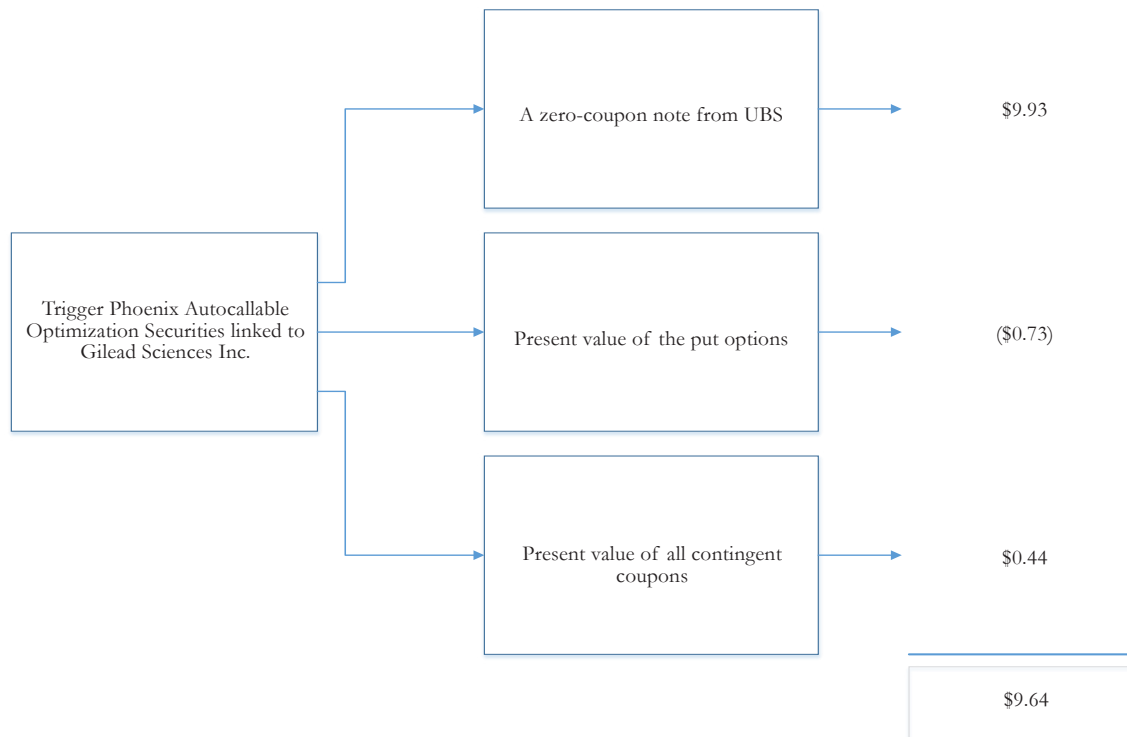 A zero-coupon note from UBS
$9.93
Trigger Phoenix Autocallable
Optimization Securities linked to
Gilead Sciences Inc.
Present value of the put options
($0.73)
Present value of all contingent
coupons
$0.44
$9.64